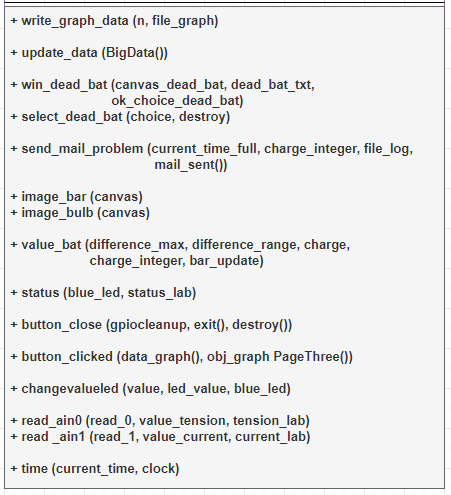 + write_graph_data (n, file_graph)
+ update_data (BigData())
+ win_dead_bat (canvas_dead_bat, dead_bat_txt,
ok_choice_dead_bat)
+ select_dead_bat (choice, destroy)
+ send_mail_problem (current_time_full, charge_integer, file_log,
mail_sent())
+ image_bar (canvas)
+ image_bulb (canvas)
+ value_bat (difference_max, difference_range, charge,
charge_integer, bar_update)
+ status (blue_led, status_lab)
+ button_close (gpiocleanup, exit(), destroy())
+ button_clicked (data_graph(), obj_graph PageThree())
+ changevalueled (value, led_value, blue_led)
+ read_ain0 (read_0, value_tension, tension_lab)
+ read _ain1 (read_1, value_current, current_lab)
+ time (current_time, clock)